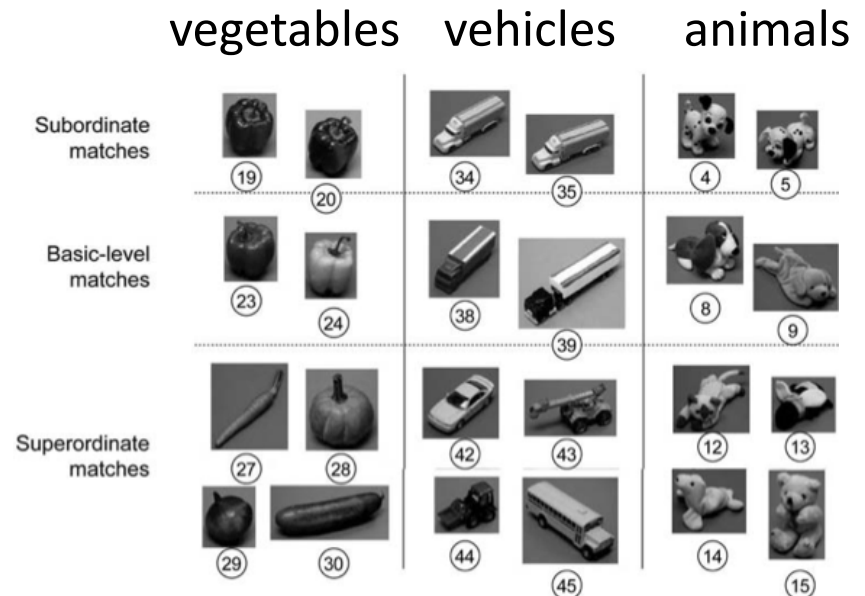 vegetables vehicles animals
Subordinate
matches
19 20 34 35 4 5
Basic-level
matches
23 24 38 39 8 9
Superordinate
matches
27 28 42 43 12 13
29 30 44 45 14 15